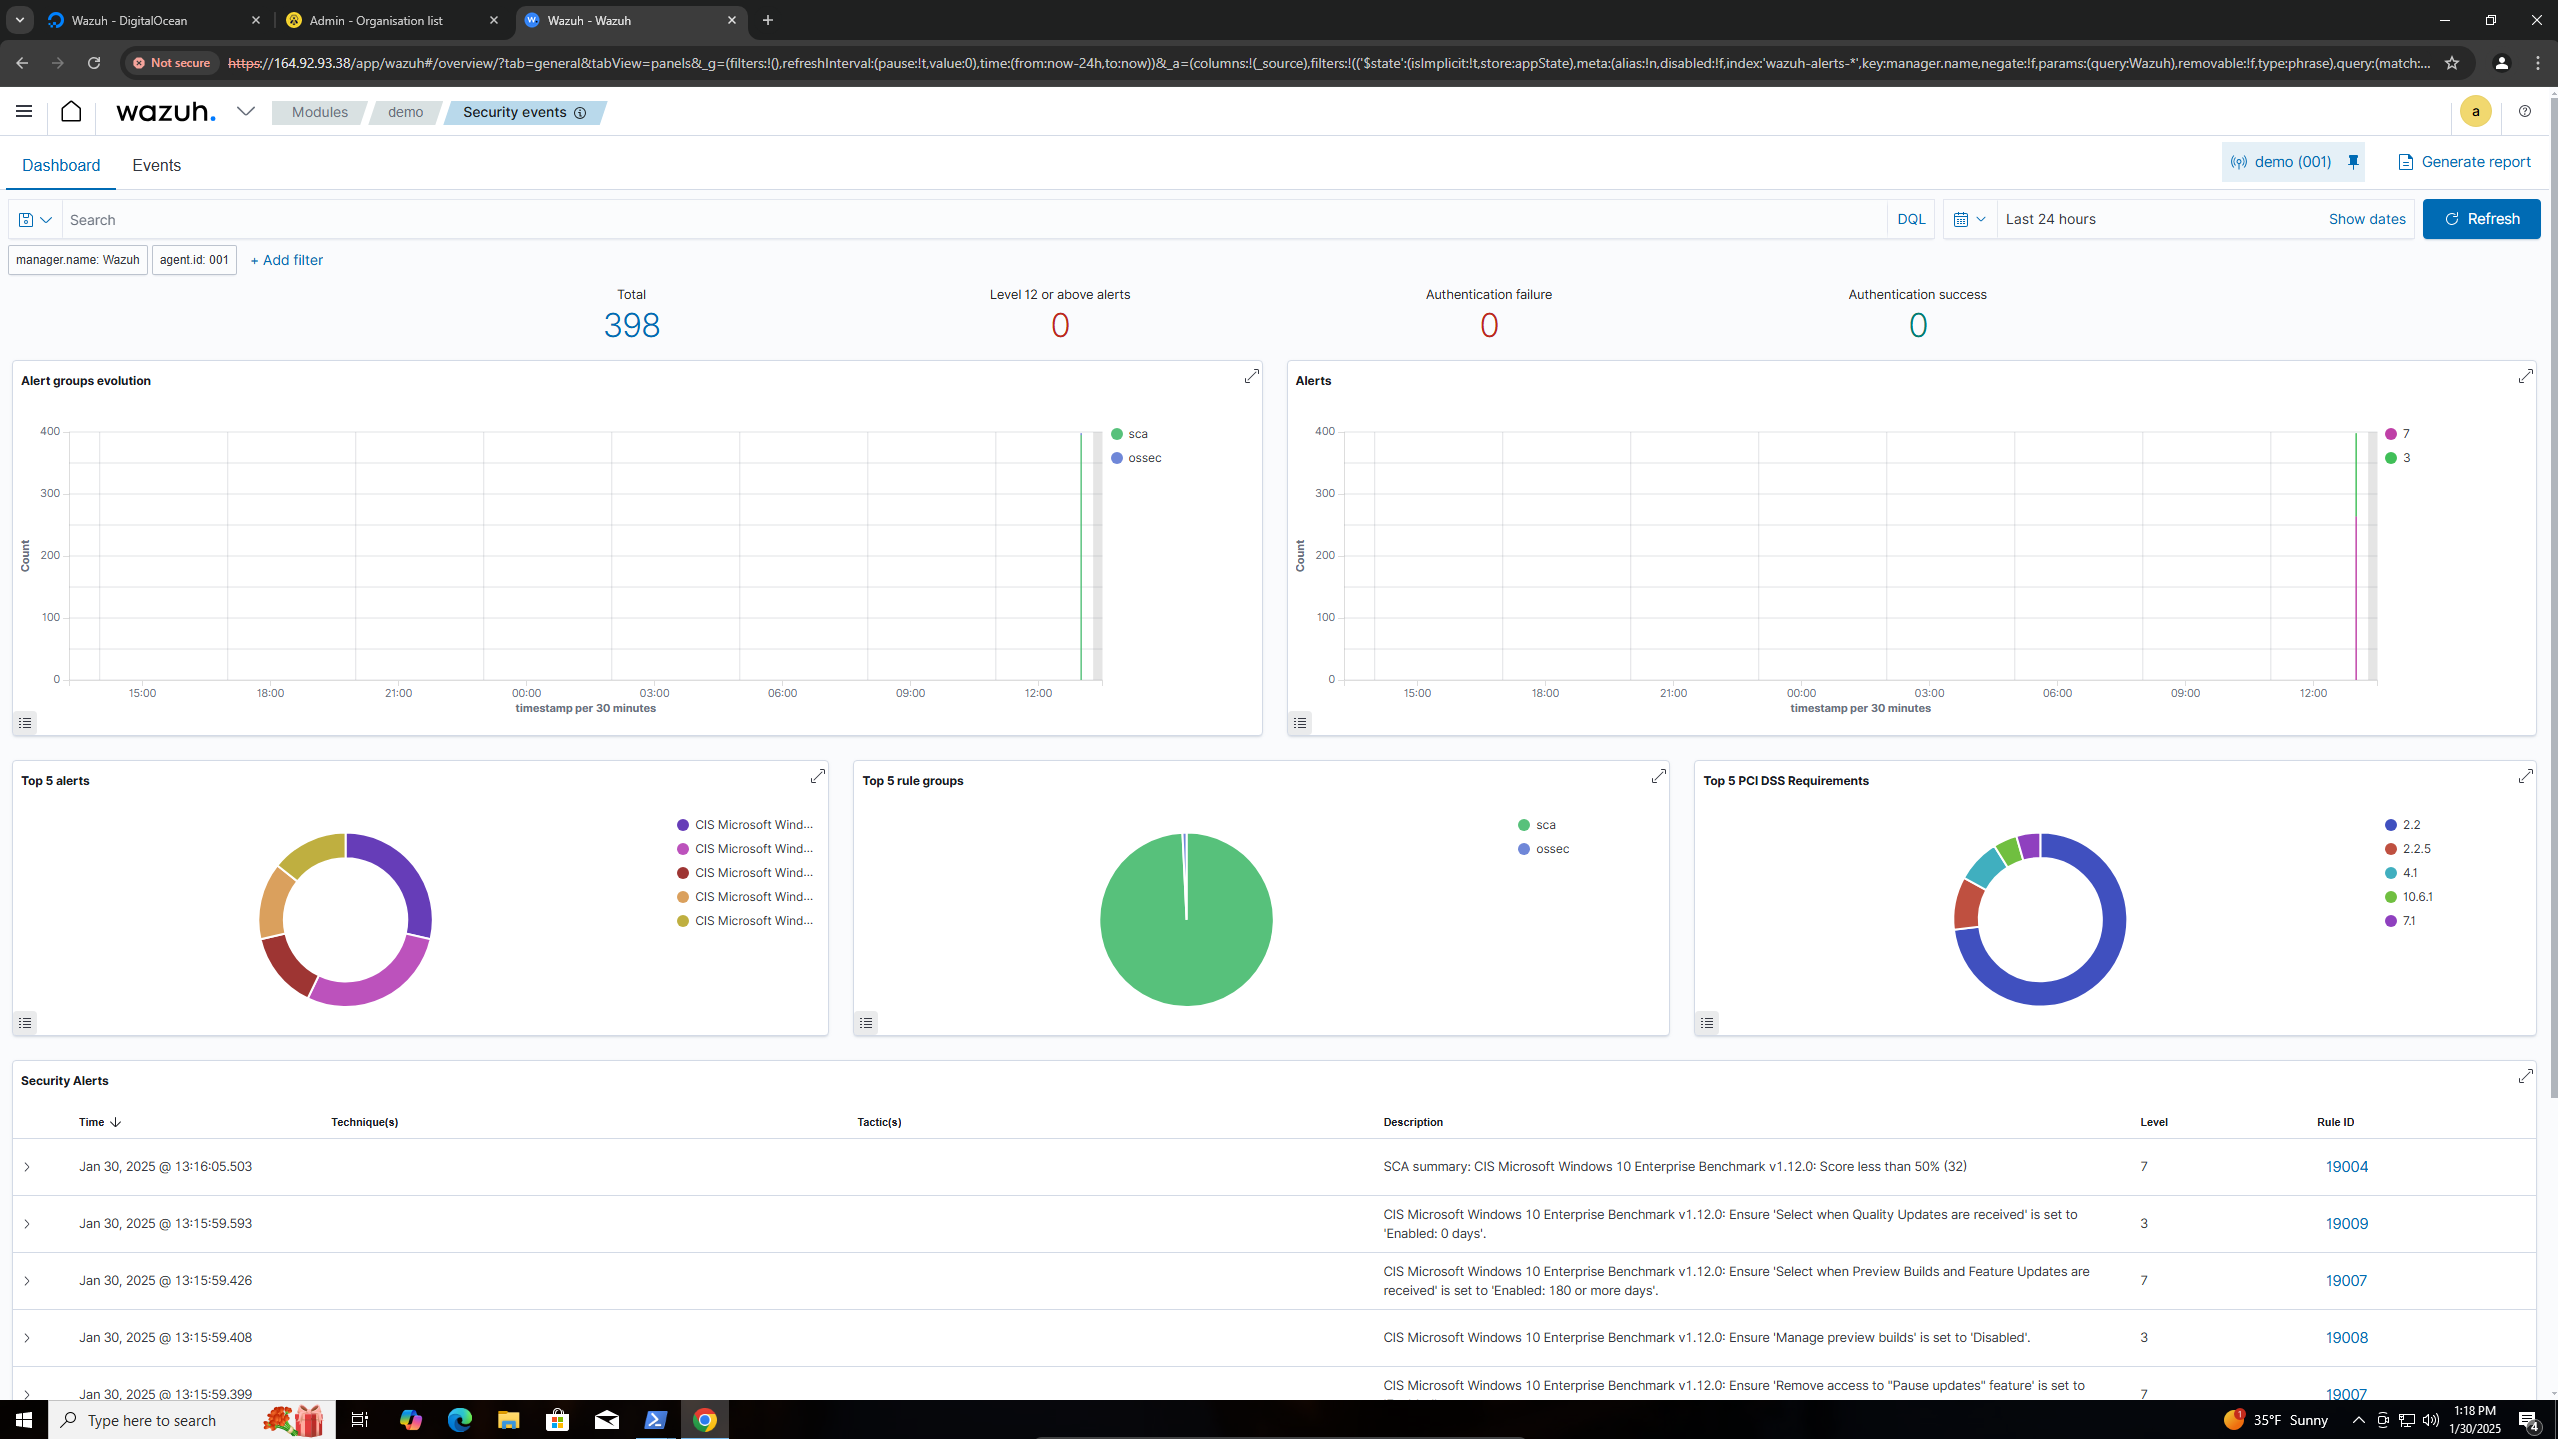 Wazuh - DigitalOcean
Admin - Organisation list
Wazuh - Wazuh
Not secure
https://164.92.93.38/app/wazuh#/overview/?tab=general&tabView=panels&_g=(filters:!(),refreshInterval:(pause:!t,value:0),time:(from:now-24h,to:now))&_a=(columns:!(_source),filters:!(('$state':(isImplicit:!t,store:appState),meta:(alias:!n,disabled:!f,index:'wazuh-alerts-*',key:manager.name,negate:!f,params:(query:Wazuh),removable:!f,type:phrase),query:(match:...
wazuh.
Modules
demo
Security events
a
Dashboard
Events
demo (001)
Generate report
Search
DQL
Last 24 hours
Show dates
Refresh
manager.name: Wazuh
agent.id: 001
+ Add filter
Total
398
Level 12 or above alerts
0
Authentication failure
0
Authentication success
0
Alert groups evolution
400
300
200
100
0
Count
15:00
18:00
21:00
00:00
03:00
06:00
09:00
12:00
timestamp per 30 minutes
sca
ossec
Alerts
400
300
200
100
0
Count
15:00
18:00
21:00
00:00
03:00
06:00
09:00
12:00
timestamp per 30 minutes
7
3
Top 5 alerts
CIS Microsoft Wind...
CIS Microsoft Wind...
CIS Microsoft Wind...
CIS Microsoft Wind...
CIS Microsoft Wind...
Top 5 rule groups
sca
ossec
Top 5 PCI DSS Requirements
2.2
2.2.5
4.1
10.6.1
7.1
Security Alerts
Time
Technique(s)
Tactic(s)
Description
Level
Rule ID
Jan 30, 2025 @ 13:16:05.503
SCA summary: CIS Microsoft Windows 10 Enterprise Benchmark v1.12.0: Score less than 50% (32)
7
19004
Jan 30, 2025 @ 13:15:59.593
CIS Microsoft Windows 10 Enterprise Benchmark v1.12.0: Ensure 'Select when Quality Updates are received' is set to
'Enabled: 0 days'.
3
19009
Jan 30, 2025 @ 13:15:59.426
CIS Microsoft Windows 10 Enterprise Benchmark v1.12.0: Ensure 'Select when Preview Builds and Feature Updates are
received' is set to 'Enabled: 180 or more days'.
7
19007
Jan 30, 2025 @ 13:15:59.408
CIS Microsoft Windows 10 Enterprise Benchmark v1.12.0: Ensure 'Manage preview builds' is set to 'Disabled'.
3
19008
Jan 30, 2025 @ 13:15:59.399
CIS Microsoft Windows 10 Enterprise Benchmark v1.12.0: Ensure 'Remove access to "Pause updates" feature' is set to
7
19007
Type here to search
1
35°F Sunny
1:18 PM
1/30/2025
4